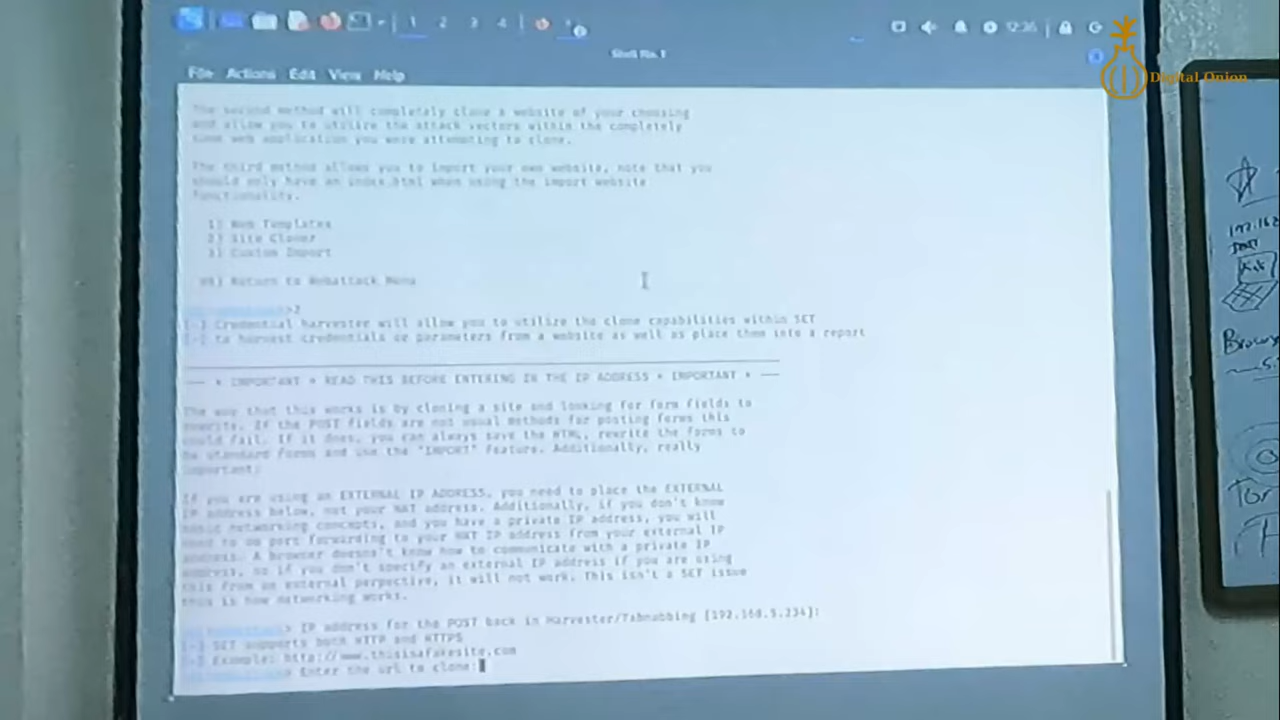 1 2 3 4
12:36
Shell No. 1
Digital Onion
File Actions Edit View Help
The second method will completely clone a website of your choosing
and allow you to utilize the attack vectors within the completely
same web application you were attempting to clone.
The third method allows you to import your own website, note that you
should only have an index.html when using the import website
functionality.
1) Web Templates
2) Site Cloner
3) Custom Import
99) Return to Webattack Menu
>2
[-] Credential harvester will allow you to utilize the clone capabilities within SET
[-] to harvest credentials or parameters from a website as well as place them into a report
--- * IMPORTANT * READ THIS BEFORE ENTERING IN THE IP ADDRESS * IMPORTANT * ---
The way that this works is by cloning a site and looking for form fields to
rewrite. If the POST fields are not usual methods for posting forms this
could fail. If it does, you can always save the HTML, rewrite the forms to
be standard forms and use the "IMPORT" feature. Additionally, really
important:
If you are using an EXTERNAL IP ADDRESS, you need to place the EXTERNAL
IP address below, not your NAT address. Additionally, if you don't know
basic networking concepts, and you have a private IP address, you will
need to do port forwarding to your NAT IP address from your external IP
address. A browser doesn't know how to communicate with a private IP
address, so if you don't specify an external IP address if you are using
this from an external perpective, it will not work. This isn't a SET issue
this is how networking works.
> IP address for the POST back in Harvester/Tabnabbing [192.168.5.234]:
[-] SET supports both HTTP and HTTPS
[-] Example: http://www.thisisafakesite.com
> Enter the url to clone:
192.162
Tor